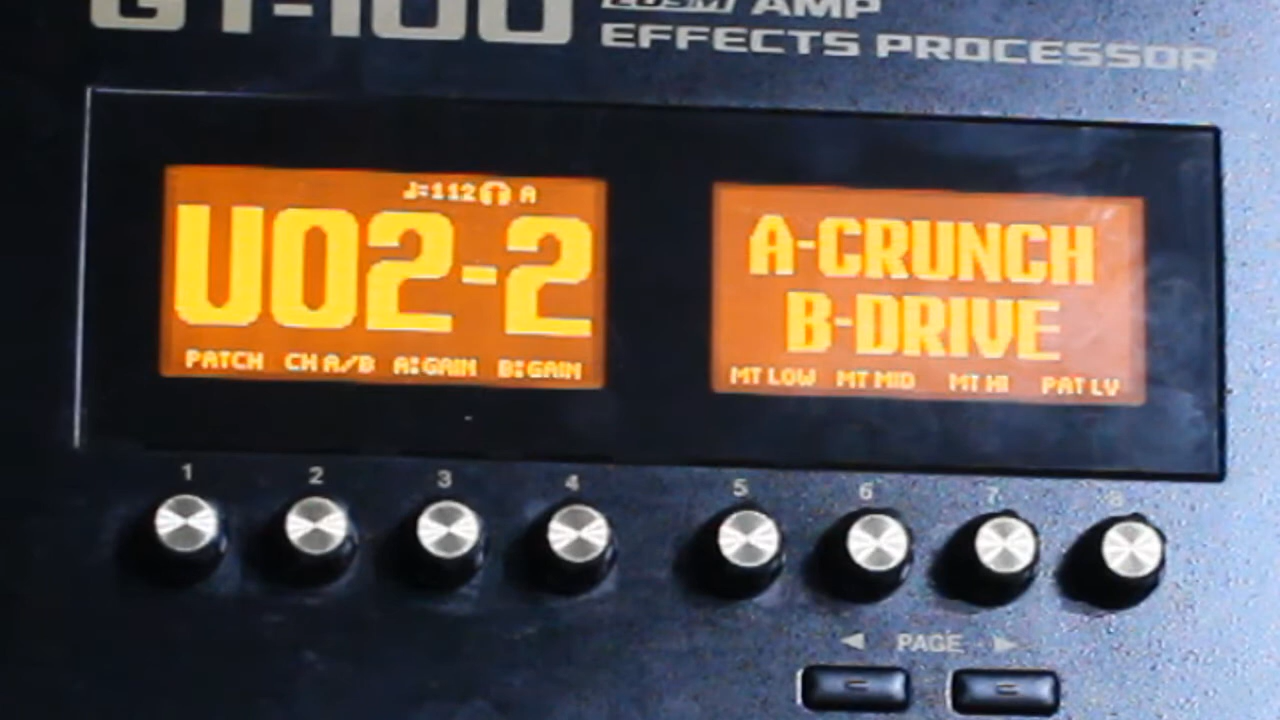 GT-100 COSM AMP
EFFECTS PROCESSOR
♩=112 A
U02-2
PATCH CH A/B A:GAIN B:GAIN
A-CRUNCH
B-DRIVE
MT LOW MT MID MT HI PAT LV
1 2 3 4 5 6 7 8
◄ PAGE ►